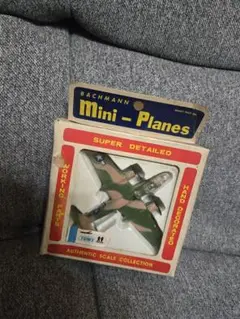 BACHMANN
mini - Planes
SUPER DETAILED
WORKING PARTS
HAND DECORATED
AUTHENTIC SCALE COLLECTION